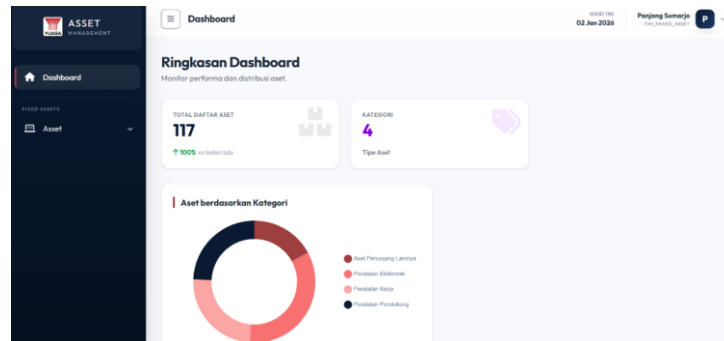 YUASA
ASSET
MANAGEMENT
Dashboard
FIXED ASSETS
Asset
Dashboard
HARI INI
02 Jan 2026
Panjang Sumarjo
TIM_FIXED_ASSET
P
Ringkasan Dashboard
Monitor performa dan distribusi aset.
TOTAL DAFTAR ASET
117
↑ 100% vs bulan lalu
KATEGORI
4
Tipe Aset
Aset berdasarkan Kategori
Aset Penunjang Lainnya
Peralatan Elektronik
Peralatan Kerja
Peralatan Pendukung